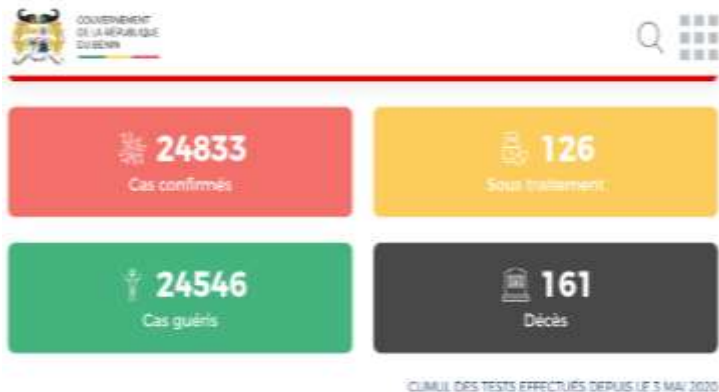 GOUVERNEMENT
DE LA RÉPUBLIQUE
DU BÉNIN
24833
Cas confirmés
126
Sous traitement
24546
Cas guéris
161
Décès
CUMUL DES TESTS EFFECTUÉS DEPUIS LE 5 MAI 2020